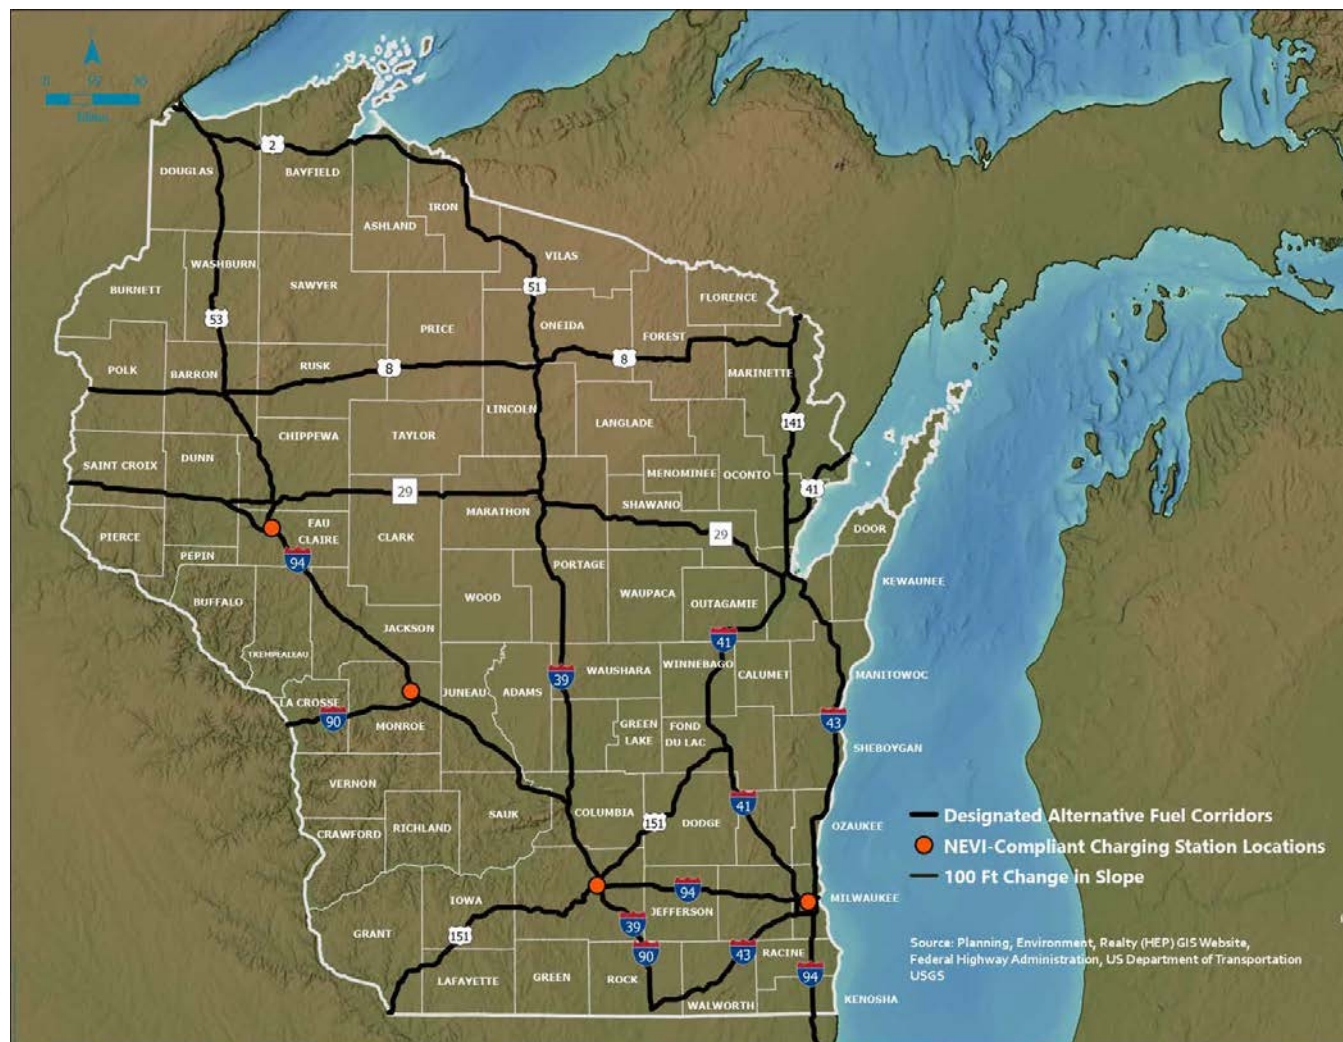 2
DOUGLAS
BAYFIELD
IRON
ASHLAND
VILAS
WASHBURN
SAWYER
BURNETT
51
FLORENCE
53
PRICE
ONEIDA
FOREST
8
8
RUSK
POLK
BARRON
MARINETTE
LINCOLN
141
CHIPPEWA
TAYLOR
LANGLADE
DUNN
SAINT CROIX
MENOMINEE
OCONTO
41
29
SHAWANO
MARATHON
EAU
CLAIRE
29
DOOR
PIERCE
CLARK
PEPIN
94
PORTAGE
KEWAUNEE
WOOD
WAUPACA
BUFFALO
OUTAGAMIE
JACKSON
41
TREMPEALEAU
WAUSHARA
WINNEBAGO
CALUMET
MANITOWOC
39
JUNEAU
ADAMS
LA CROSSE
90
MONROE
GREEN
LAKE
FOND
DU LAC
43
SHEBOYGAN
VERNON
41
COLUMBIA
SAUK
151
DODGE
OZAUKEE
CRAWFORD
RICHLAND
94
IOWA
JEFFERSON
MILWAUKEE
GRANT
151
39
90
43
RACINE
94
LAFAYETTE
GREEN
ROCK
WALWORTH
KENOSHA
Designated Alternative Fuel Corridors
NEVI-Compliant Charging Station Locations
100 Ft Change in Slope
Source: Planning, Environment, Realty (HEP) GIS Website,
Federal Highway Administration, US Department of Transportation
USGS